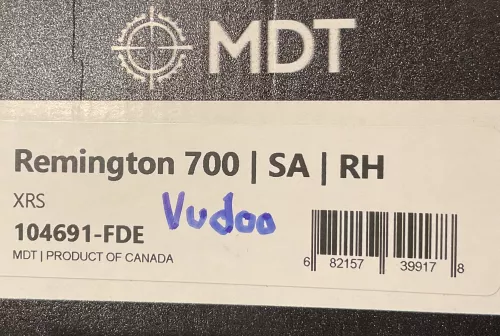 MDT
Remington 700 | SA | RH
XRS
Vudoo
104691-FDE
MDT | PRODUCT OF CANADA
6 82157 39917 8